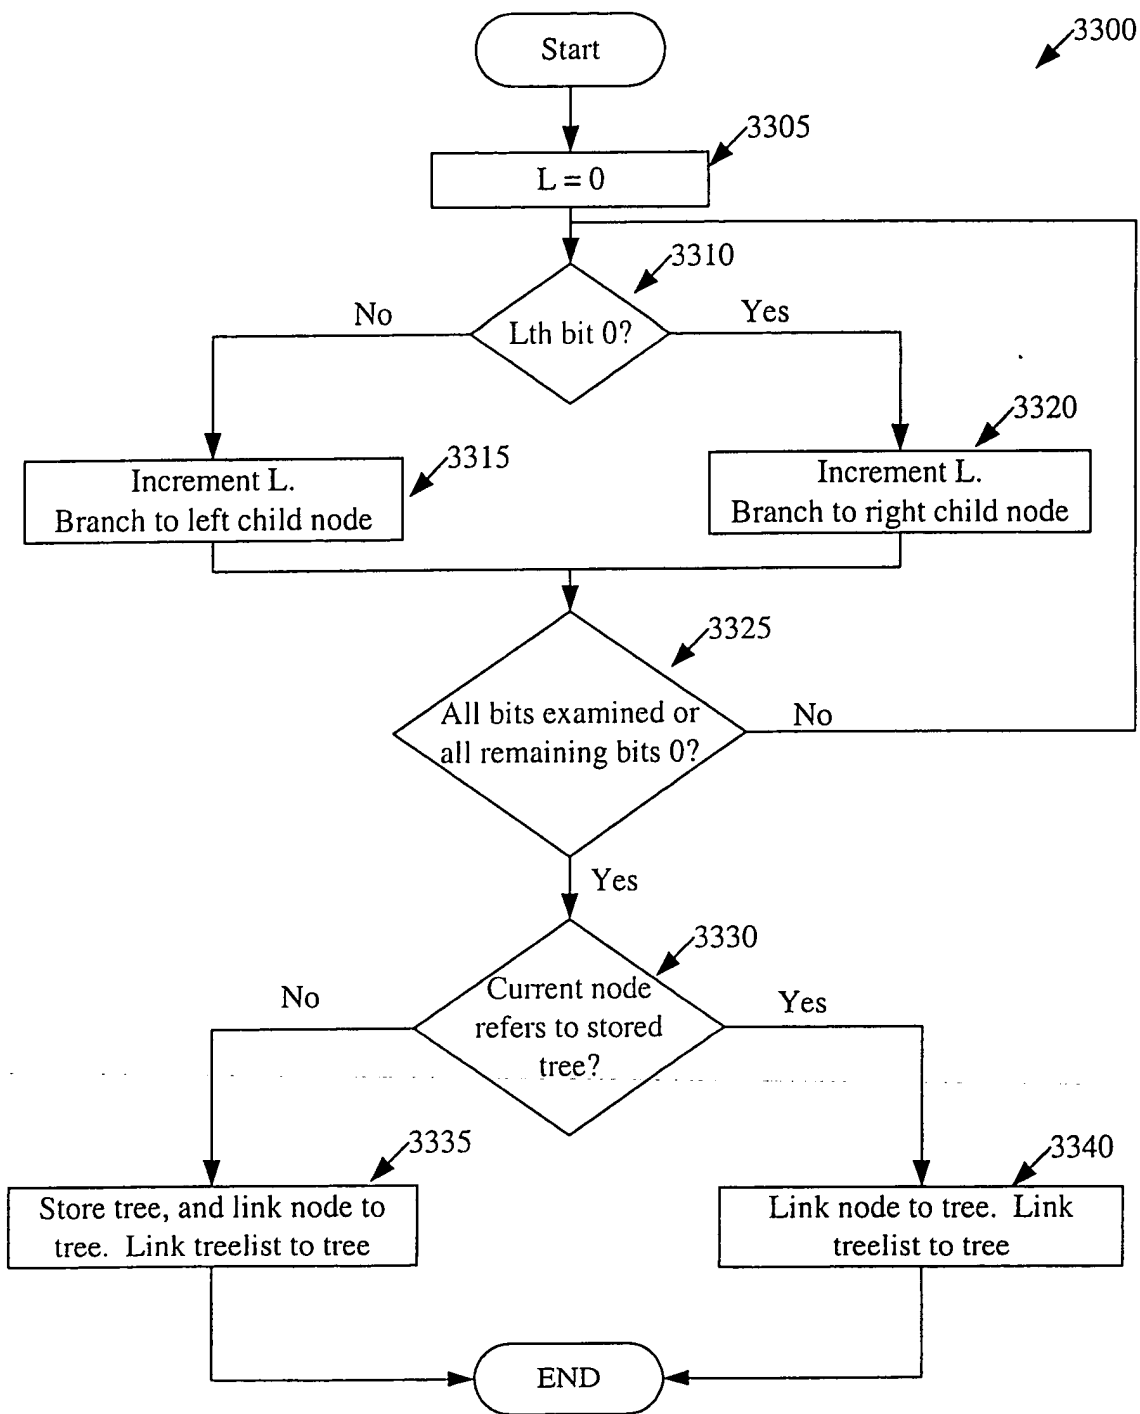 3300
Start
3305
L = 0
3310
No
Yes
Lth bit 0?
3320
3315
Increment L.
Branch to left child node
Increment L.
Branch to right child node
3325
All bits examined or
all remaining bits 0?
No
Yes
3330
No
Yes
Current node
refers to stored
tree?
3335
3340
Store tree, and link node to
tree. Link treelist to tree
Link node to tree. Link
treelist to tree
END